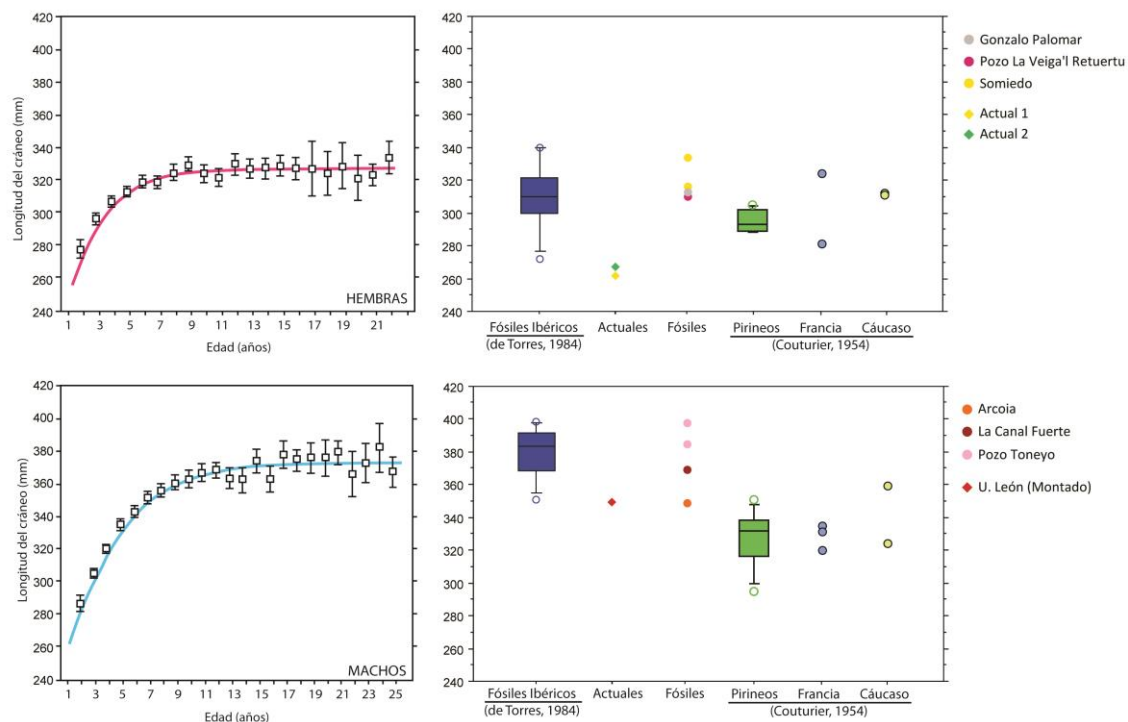 420
400
380
360
340
320
300
280
260
240
Longitud del cráneo (mm)
1 3 5 7 9 11 13 15 17 19 21
Edad (años)
HEMBRAS
420
400
380
360
340
320
300
280
260
240
Fósiles Ibéricos
(de Torres, 1984)
Actuales
Fósiles
Pirineos
Francia
Cáucaso
(Couturier, 1954)
Gonzalo Palomar
Pozo La Veiga'l Retuertu
Somiedo
Actual 1
Actual 2
420
400
380
360
340
320
300
280
260
240
Longitud del cráneo (mm)
1 3 5 7 9 11 13 15 17 19 21 23 25
Edad (años)
MACHOS
420
400
380
360
340
320
300
280
260
240
Fósiles Ibéricos
(de Torres, 1984)
Actuales
Fósiles
Pirineos
Francia
Cáucaso
(Couturier, 1954)
Arcoia
La Canal Fuerte
Pozo Toneyo
U. León (Montado)